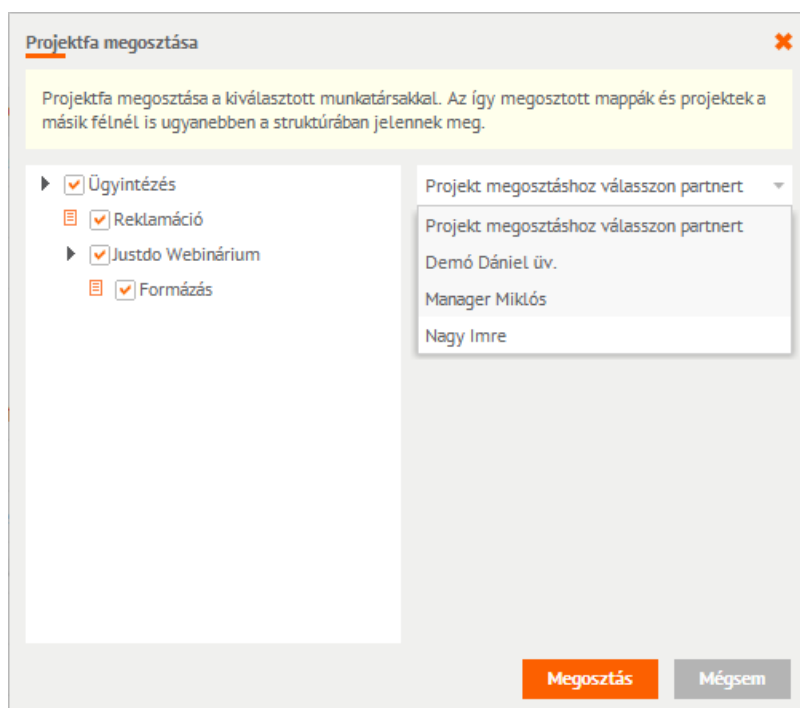 Projektfa megosztása
Projektfa megosztása a kiválasztott munkatársakkal. Az így megosztott mappák és projektek a
másik félnél is ugyanebben a struktúrában jelennek meg.
Ügyintézés
Reklamáció
Justdo Webinárium
Formázás
Projekt megosztáshoz válasszon partnert
Projekt megosztáshoz válasszon partnert
Demó Dániel üv.
Manager Miklós
Nagy Imre
Megosztás
Mégsem